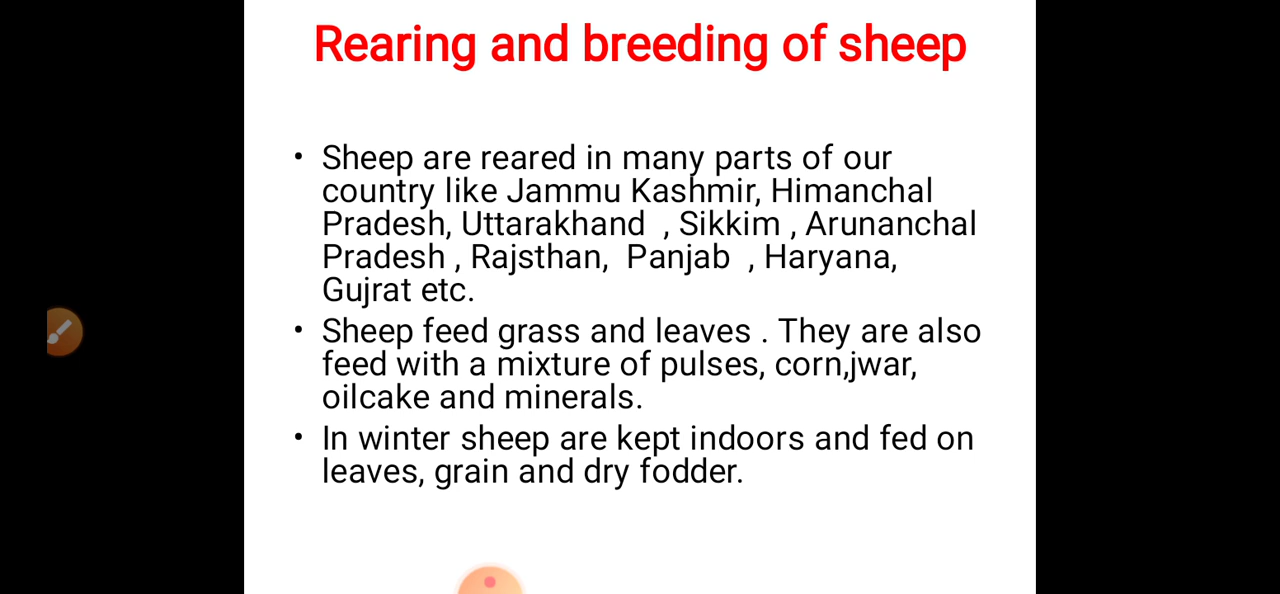 Rearing and breeding of sheep
• Sheep are reared in many parts of our
country like Jammu Kashmir, Himanchal
Pradesh, Uttarakhand , Sikkim , Arunanchal
Pradesh , Rajsthan, Panjab , Haryana,
Gujrat etc.
• Sheep feed grass and leaves . They are also
feed with a mixture of pulses, corn,jwar,
oilcake and minerals.
• In winter sheep are kept indoors and fed on
leaves, grain and dry fodder.